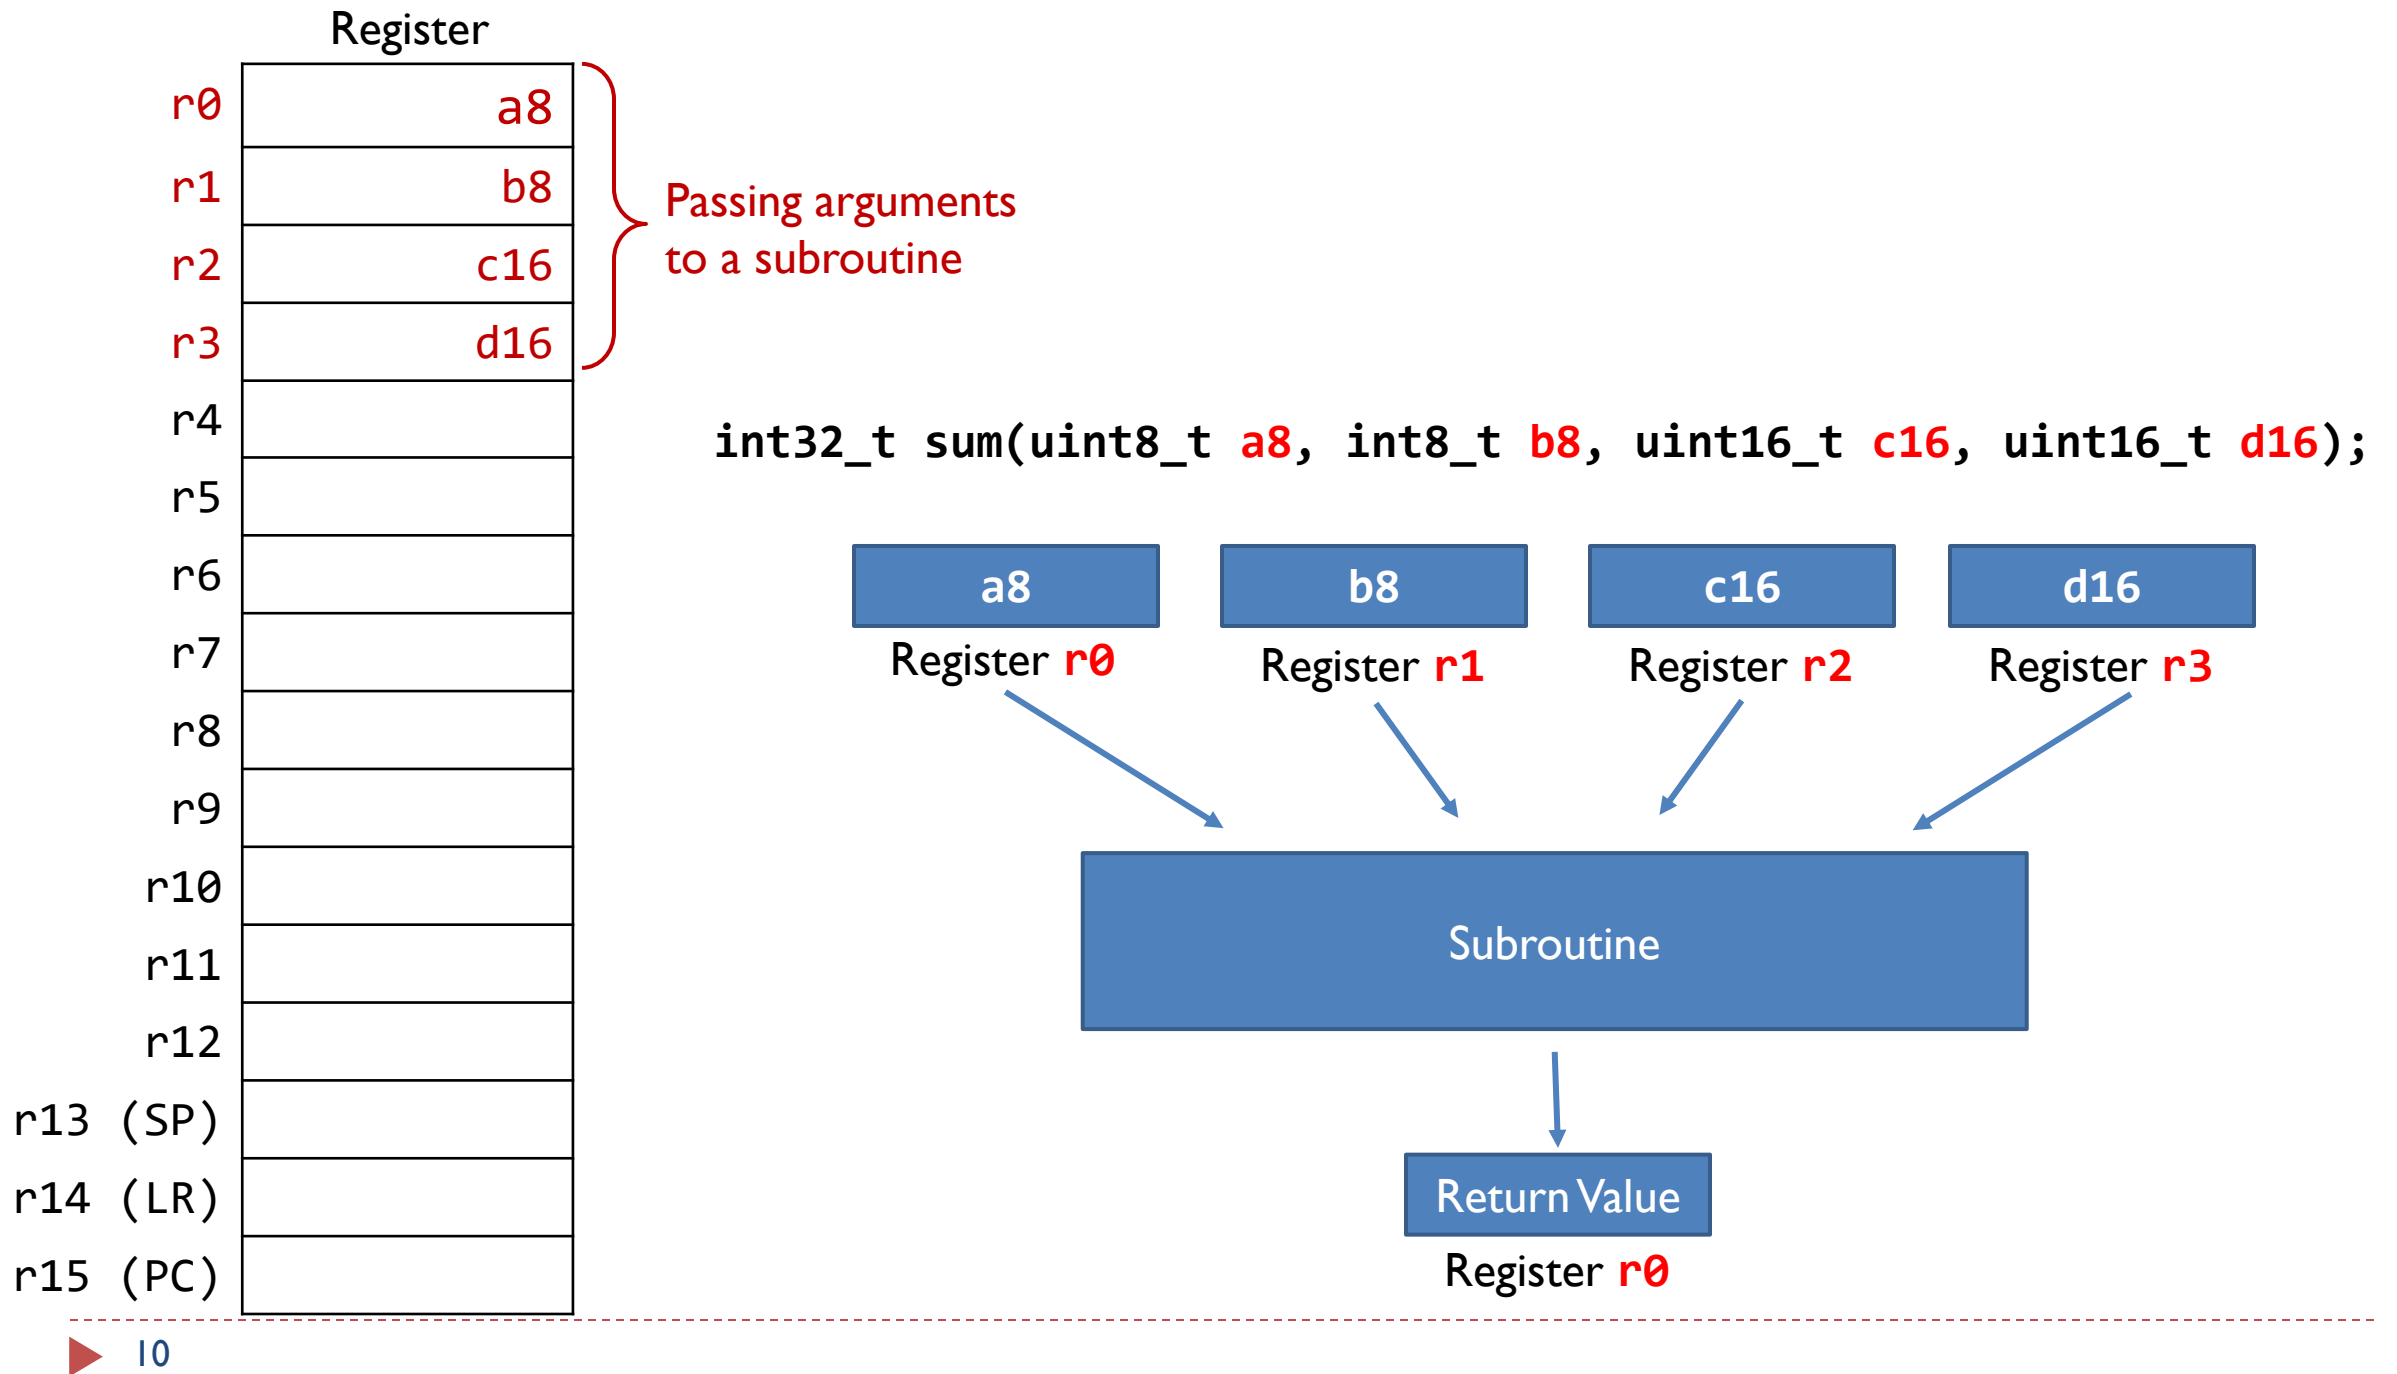 Register
r0 a8
r1 b8
r2 c16
r3 d16
r4
r5
r6
r7
r8
r9
r10
r11
r12
r13 (SP)
r14 (LR)
r15 (PC)
Passing arguments
to a subroutine
int32_t sum(uint8_t a8, int8_t b8, uint16_t c16, uint16_t d16);
a8 b8 c16 d16
Register r0 Register r1 Register r2 Register r3
Subroutine
Return Value
Register r0
10